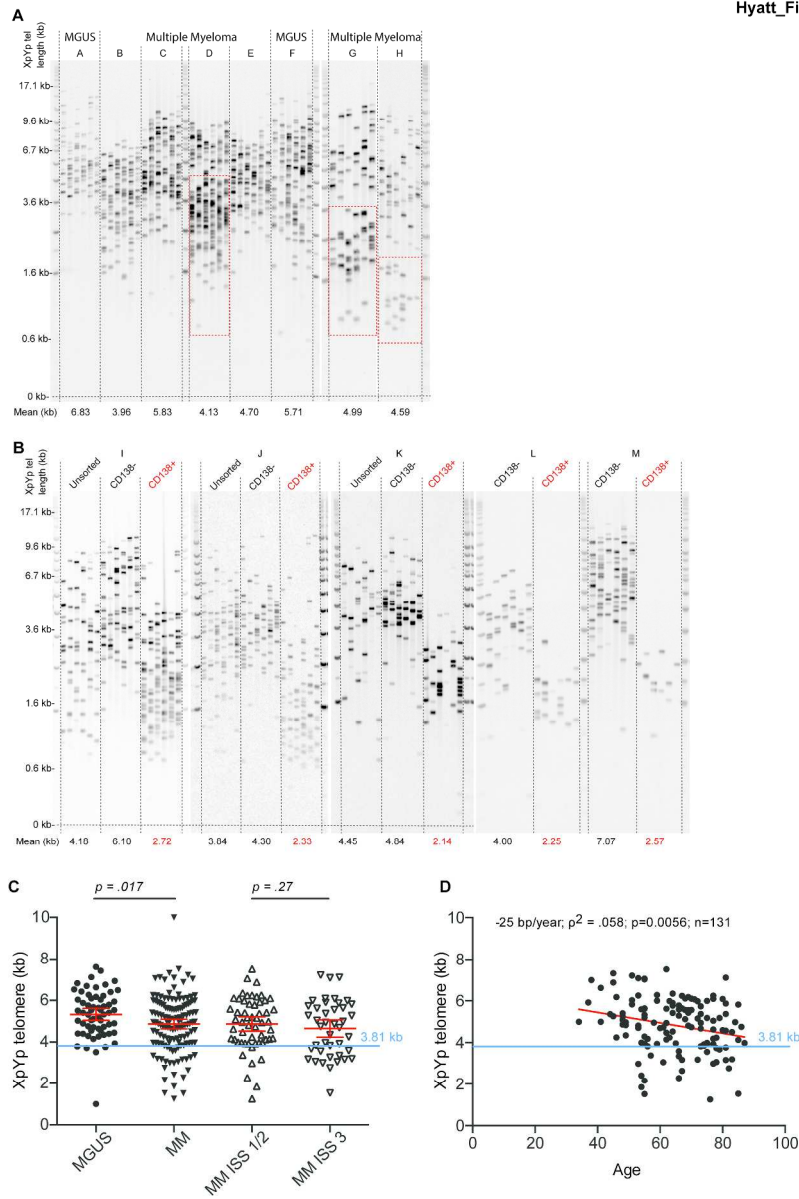 Hyatt_Fi
A
XpYp tel
length (kb)
MGUS Multiple Myeloma MGUS Multiple Myeloma
A B C D E F G H
17.1 kb-
9.6 kb-
6.7 kb-
3.6 kb-
1.6 kb-
0.6 kb-
0 kb-
Mean (kb) 6.83 3.96 5.83 4.13 4.70 5.71 4.99 4.59
B
XpYp tel
length (kb)
I J K L M
Unsorted CD138- CD138+ Unsorted CD138- CD138+ Unsorted CD138- CD138+ CD138- CD138+ CD138- CD138+
17.1 kb-
9.6 kb-
6.7 kb-
3.6 kb-
1.6 kb-
0.6 kb-
0 kb-
Mean (kb) 4.18 6.10 2.72 3.84 4.30 2.33 4.45 4.84 2.14 4.00 2.25 7.07 2.57
C
p = .017 p = .27
XpYp telomere (kb)
10
8
6
4
2
0
3.81 kb
MGUS MM MM ISS 1/2 MM ISS 3
D
-25 bp/year; ρ2 = .058; p=0.0056; n=131
XpYp telomere (kb)
10
8
6
4
2
0
3.81 kb
0 20 40 60 80 100
Age